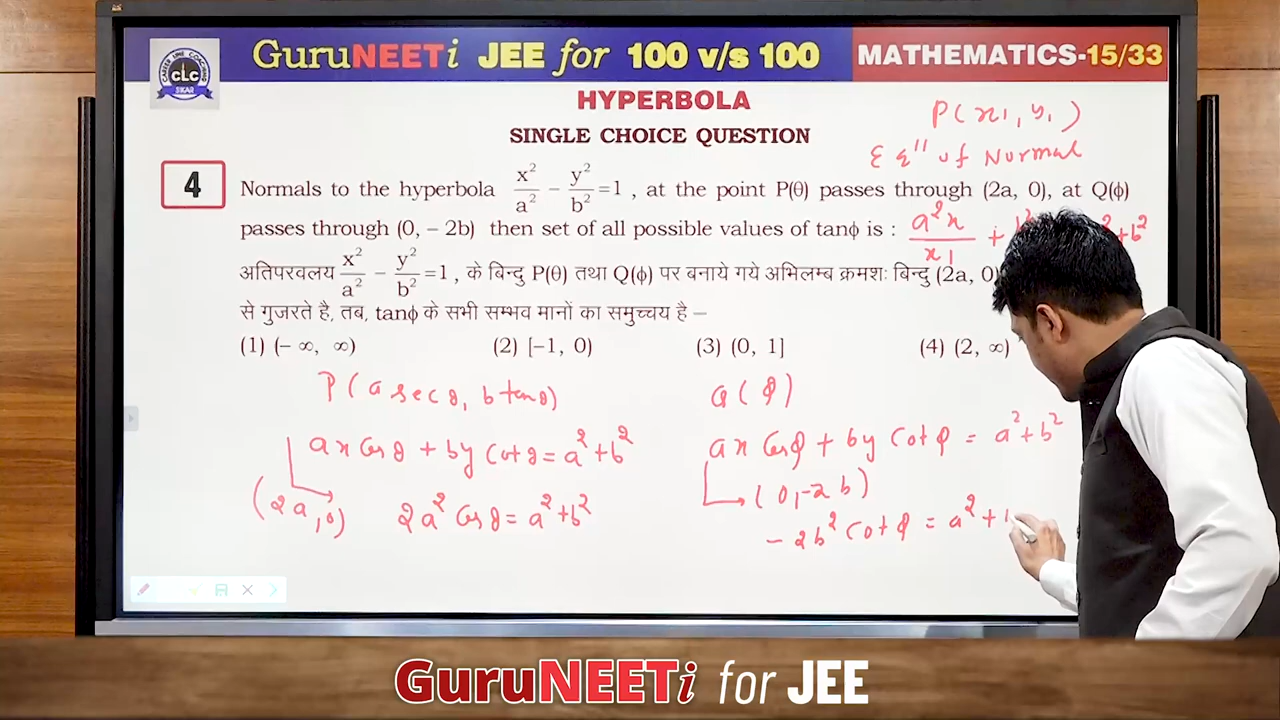 GuruNEETi JEE for 100 v/s 100
MATHEMATICS-15/33
CAREER LINE COACHING
CLC
SIKAR
HYPERBOLA
SINGLE CHOICE QUESTION
P(x1, y1)
Eqⁿ of Normal
a²x/x1 + b² +b²
4
Normals to the hyperbola x²/a² − y²/b² =1 , at the point P(θ) passes through (2a, 0), at Q(ϕ)
passes through (0, – 2b) then set of all possible values of tanϕ is :
अतिपरवलय x²/a² − y²/b² =1 , के बिन्दु P(θ) तथा Q(ϕ) पर बनाये गये अभिलम्ब क्रमशः बिन्दु (2a, 0)
से गुजरते है, तब, tanϕ के सभी सम्भव मानों का समुच्चय है –
(1) (– ∞, ∞) (2) [–1, 0) (3) (0, 1] (4) (2, ∞)
P(a secθ, b tanθ)
ax cosθ + by cotθ = a²+b²
(2a,0) 2a² cosθ = a²+b²
Q(ϕ)
ax cosϕ + by cotϕ = a²+b²
(0,-2b)
-2b² cotϕ = a²+
GuruNEETi for JEE